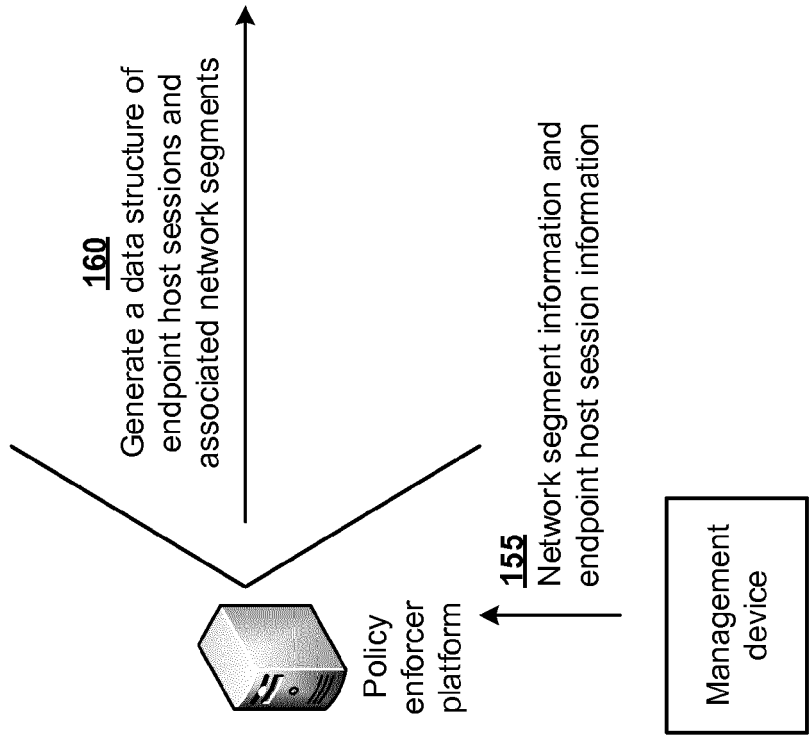 160
Generate a data structure of
endpoint host sessions and
associated network segments
Policy
enforcer
platform
155
Network segment information and
endpoint host session information
Management
device